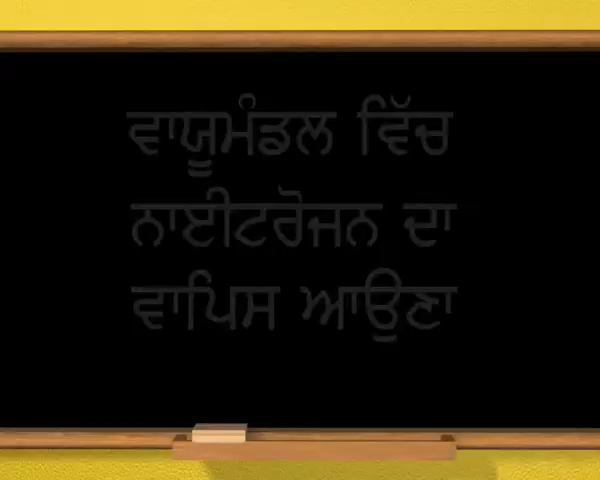 ਵਾਯੂਮੰਡਲ ਵਿੱਚ
ਨਾਈਟਰੋਜਨ ਦਾ
ਵਾਪਿਸ ਆਉਣਾ